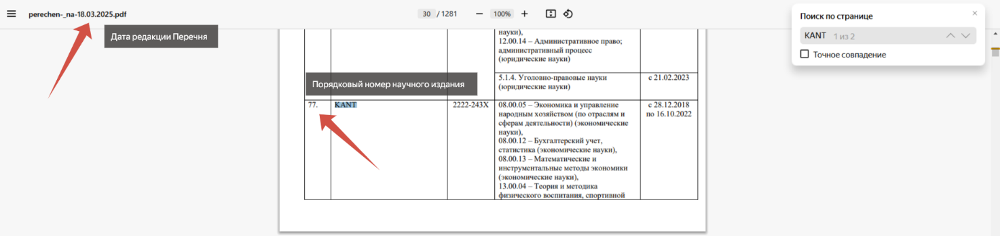 perechen-_na-18.03.2025.pdf
30 / 1281
100%
Поиск по странице
KANT 1 из 2
Точное совпадение
Дата редакции Перечня
науки),
12.00.14 – Административное право;
административный процесс
(юридические науки)
5.1.4. Уголовно-правовые науки
(юридические науки)
с 21.02.2023
Порядковый номер научного издания
77.
KANT
2222-243X
08.00.05 – Экономика и управление
народным хозяйством (по отраслям и
сферам деятельности) (экономические
науки),
08.00.12 – Бухгалтерский учет,
статистика (экономические науки),
08.00.13 – Математические и
инструментальные методы экономики
(экономические науки),
13.00.04 – Теория и методика
физического воспитания, спортивной
с 28.12.2018
по 16.10.2022